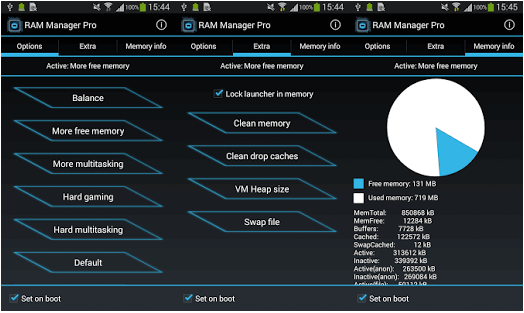 100% 15:44
RAM Manager Pro
Options
Extra
Memory info
Active: More free memory
Balance
More free memory
More multitasking
Hard gaming
Hard multitasking
Default
Set on boot
100% 15:44
RAM Manager Pro
Options
Extra
Memory info
Active: More free memory
Lock launcher in memory
Clean memory
Clean drop caches
VM Heap size
Swap file
Set on boot
100% 15:45
RAM Manager Pro
Options
Extra
Memory info
Active: More free memory
Free memory: 131 MB
Used memory: 719 MB
MemTotal: 850868 kB
MemFree: 12284 kB
Buffers: 7728 kB
Cached: 122572 kB
SwapCached: 12 kB
Active: 313612 kB
Inactive: 339392 kB
Active(anon): 263500 kB
Inactive(anon): 269084 kB
Active(file): 50112 kB
Set on boot